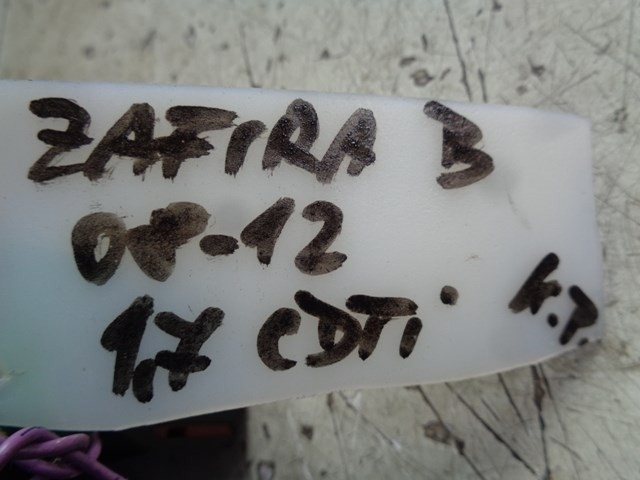 ZAFIRA B
08-12
1,7 CDTi